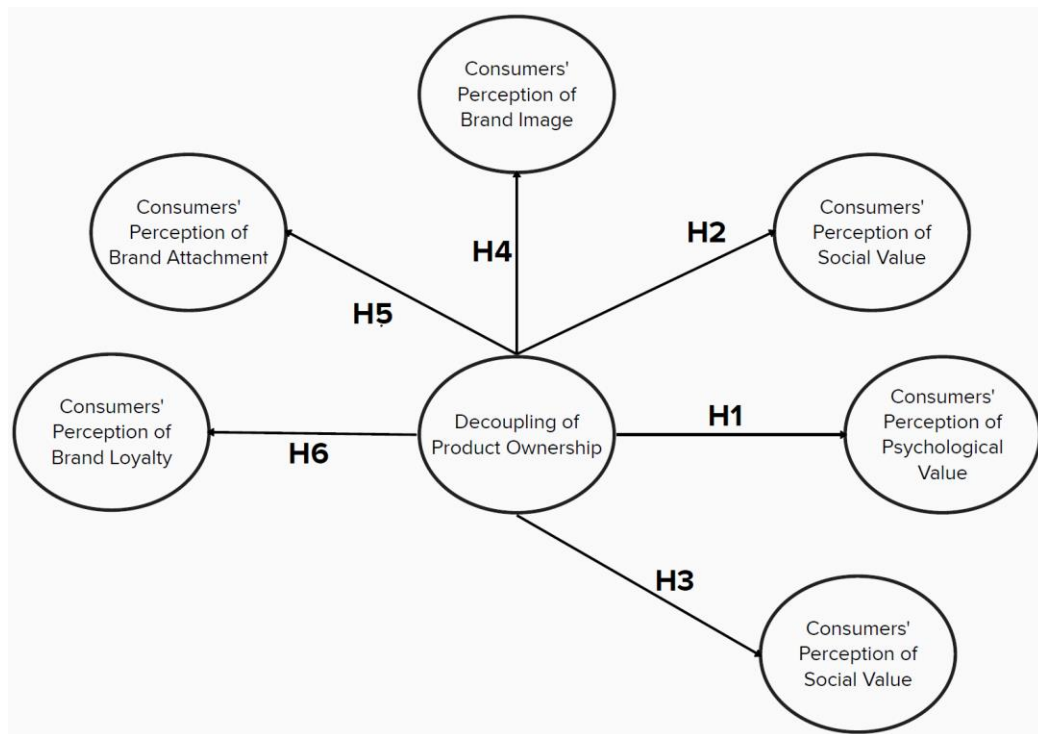 Consumers'
Perception of
Brand Image
Consumers'
Perception of
Brand Attachment
Consumers'
Perception of
Social Value
H4
H2
H5
Consumers'
Perception of
Brand Loyalty
H6
Decoupling of
Product Ownership
H1
Consumers'
Perception of
Psychological
Value
H3
Consumers'
Perception of
Social Value